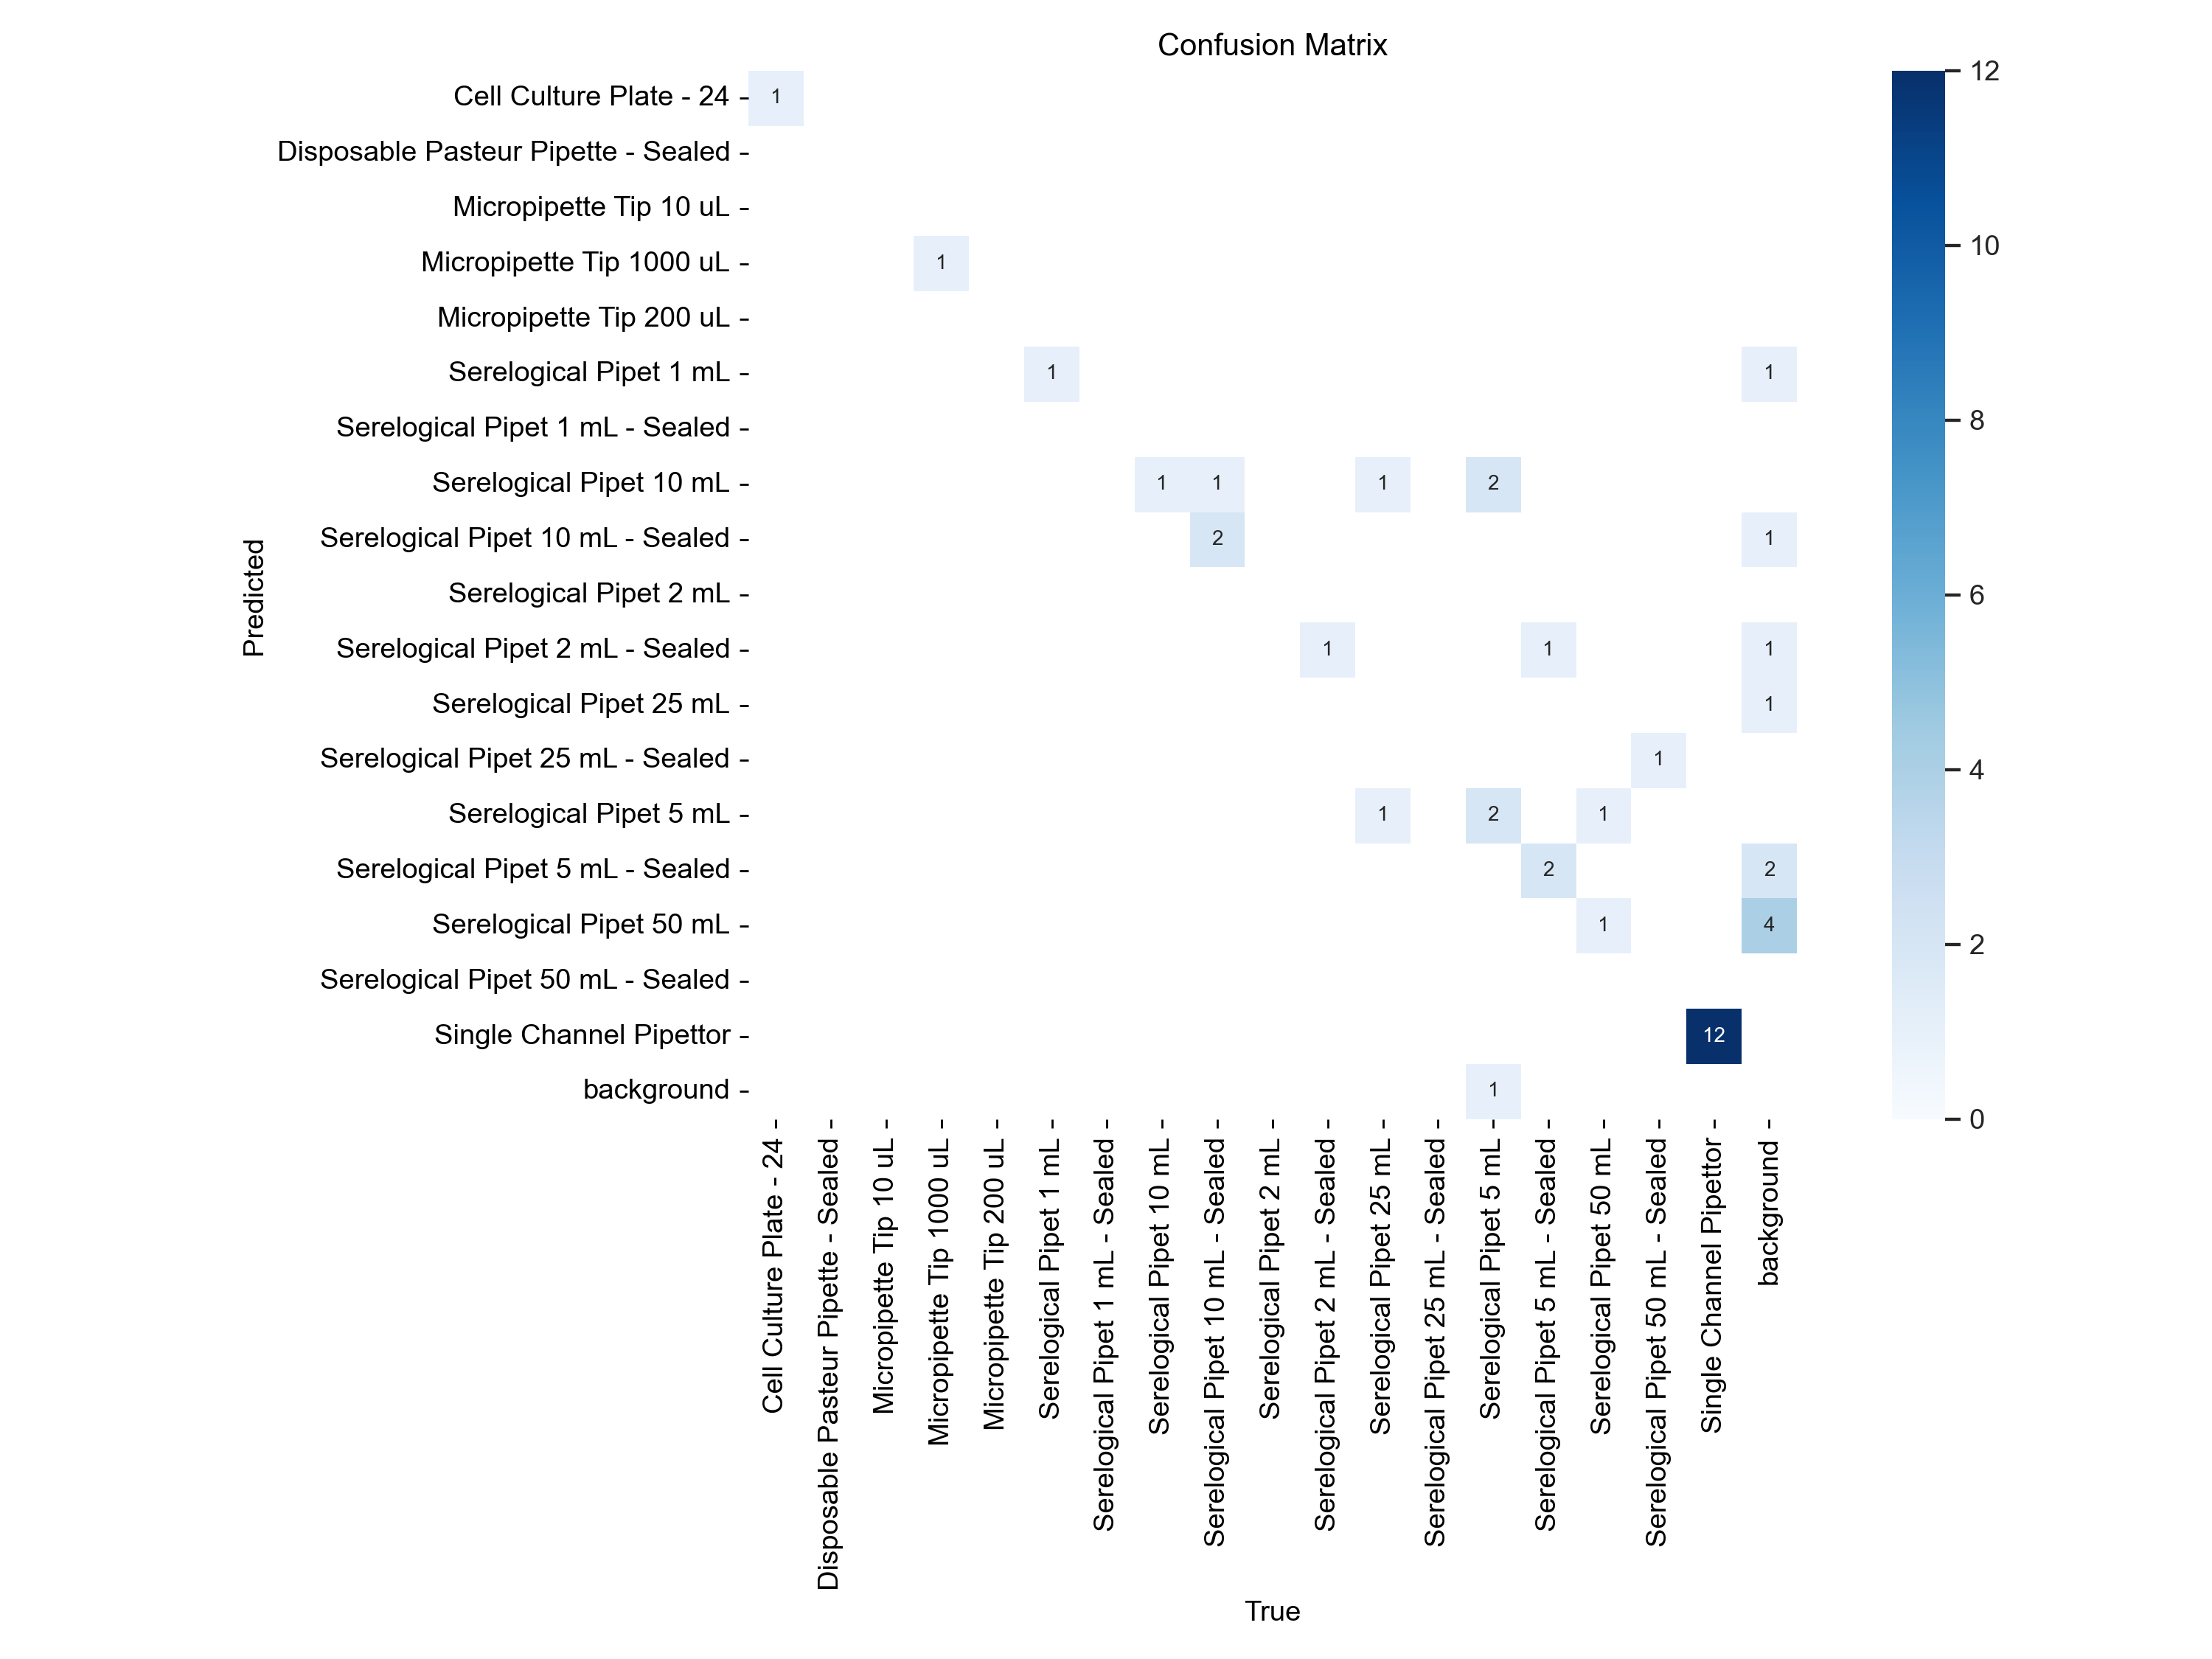 Confusion Matrix
Cell Culture Plate - 24
1
Disposable Pasteur Pipette - Sealed
Micropipette Tip 10 uL
Micropipette Tip 1000 uL
1
Micropipette Tip 200 uL
Serelogical Pipet 1 mL
1
1
Serelogical Pipet 1 mL - Sealed
Serelogical Pipet 10 mL
1
1
1
2
Serelogical Pipet 10 mL - Sealed
2
1
Serelogical Pipet 2 mL
Serelogical Pipet 2 mL - Sealed
1
1
1
Serelogical Pipet 25 mL
1
Serelogical Pipet 25 mL - Sealed
1
Serelogical Pipet 5 mL
1
2
1
Serelogical Pipet 5 mL - Sealed
2
2
Serelogical Pipet 50 mL
1
4
Serelogical Pipet 50 mL - Sealed
Single Channel Pipettor
12
background
1
Predicted
Cell Culture Plate - 24
Disposable Pasteur Pipette - Sealed
Micropipette Tip 10 uL
Micropipette Tip 1000 uL
Micropipette Tip 200 uL
Serelogical Pipet 1 mL
Serelogical Pipet 1 mL - Sealed
Serelogical Pipet 10 mL
Serelogical Pipet 10 mL - Sealed
Serelogical Pipet 2 mL
Serelogical Pipet 2 mL - Sealed
Serelogical Pipet 25 mL
Serelogical Pipet 25 mL - Sealed
Serelogical Pipet 5 mL
Serelogical Pipet 5 mL - Sealed
Serelogical Pipet 50 mL
Serelogical Pipet 50 mL - Sealed
Single Channel Pipettor
background
True
12
10
8
6
4
2
0